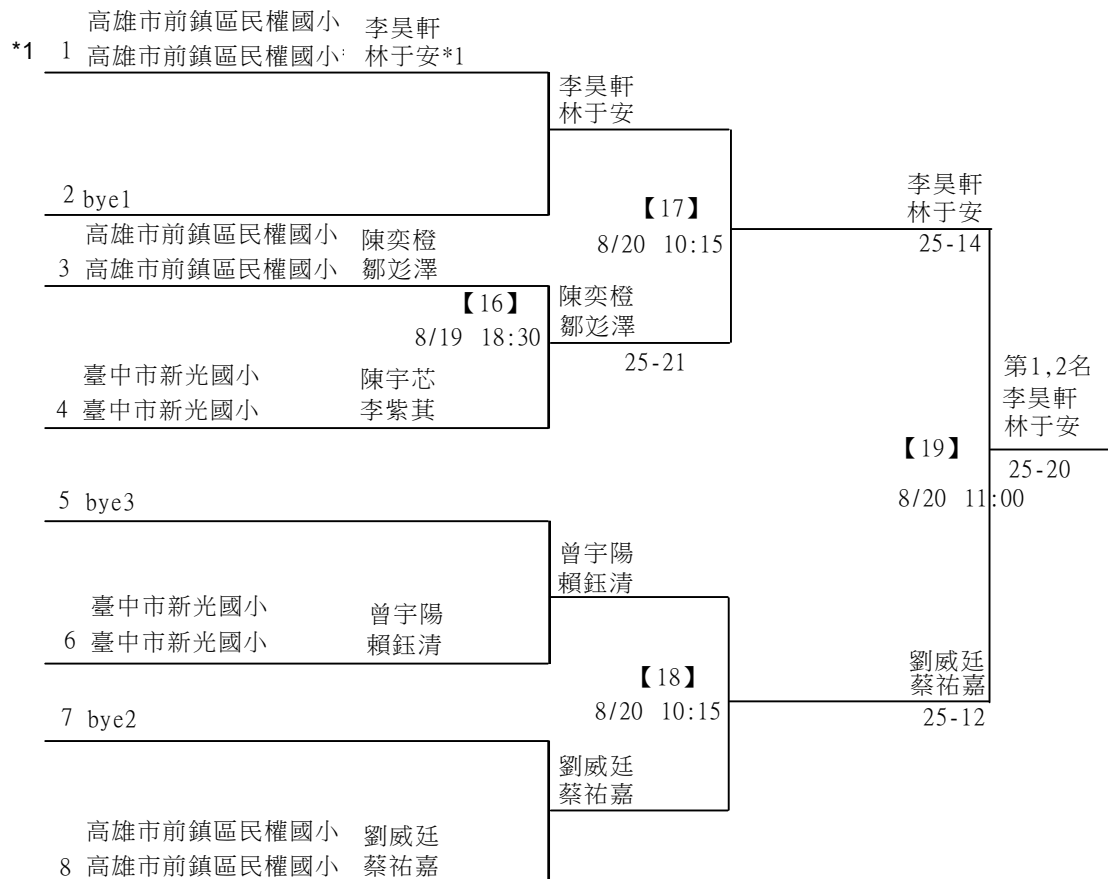 高雄市前鎮區民權國小 李昊軒
*1 1 高雄市前鎮區民權國小 林于安*1
李昊軒
林于安
2 bye1
【17】
8/20 10:15
李昊軒
林于安
25-14
高雄市前鎮區民權國小 陳奕橙
3 高雄市前鎮區民權國小 鄒彣澤
【16】
8/19 18:30
陳奕橙
鄒彣澤
25-21
臺中市新光國小 陳宇芯
4 臺中市新光國小 李紫萁
第1,2名
李昊軒
林于安
【19】
25-20
8/20 11:00
5 bye3
曾宇陽
賴鈺清
臺中市新光國小 曾宇陽
6 臺中市新光國小 賴鈺清
【18】
8/20 10:15
劉威廷
蔡祐嘉
25-12
7 bye2
劉威廷
蔡祐嘉
高雄市前鎮區民權國小 劉威廷
8 高雄市前鎮區民權國小 蔡祐嘉